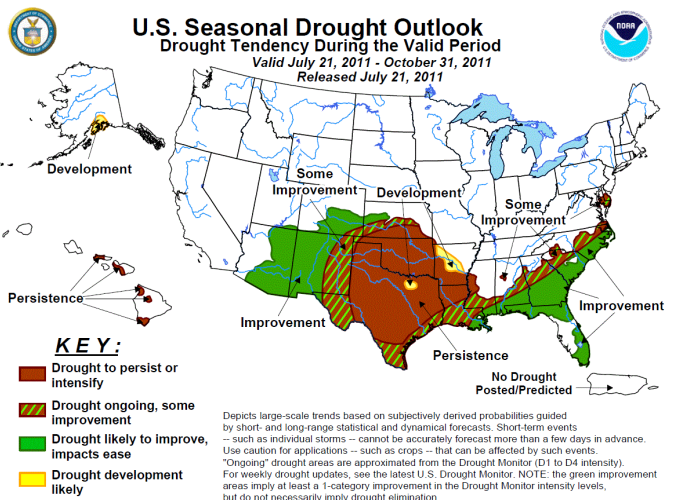 U.S. Seasonal Drought Outlook
Drought Tendency During the Valid Period
Valid July 21, 2011 - October 31, 2011
Released July 21, 2011
NOAA
Development
Some
Improvement
Development
Some
Improvement
Persistence
Improvement
Improvement
Persistence
No Drought
Posted/Predicted
KEY:
Drought to persist or
intensify
Drought ongoing, some
improvement
Drought likely to improve,
impacts ease
Drought development
likely
Depicts large-scale trends based on subjectively derived probabilities guided
by short- and long-range statistical and dynamical forecasts. Short-term events
-- such as individual storms -- cannot be accurately forecast more than a few days in advance.
Use caution for applications -- such as crops -- that can be affected by such events.
"Ongoing" drought areas are approximated from the Drought Monitor (D1 to D4 intensity).
For weekly drought updates, see the latest U.S. Drought Monitor. NOTE: the green improvement
areas imply at least a 1-category improvement in the Drought Monitor intensity levels,
but do not necessarily imply drought elimination